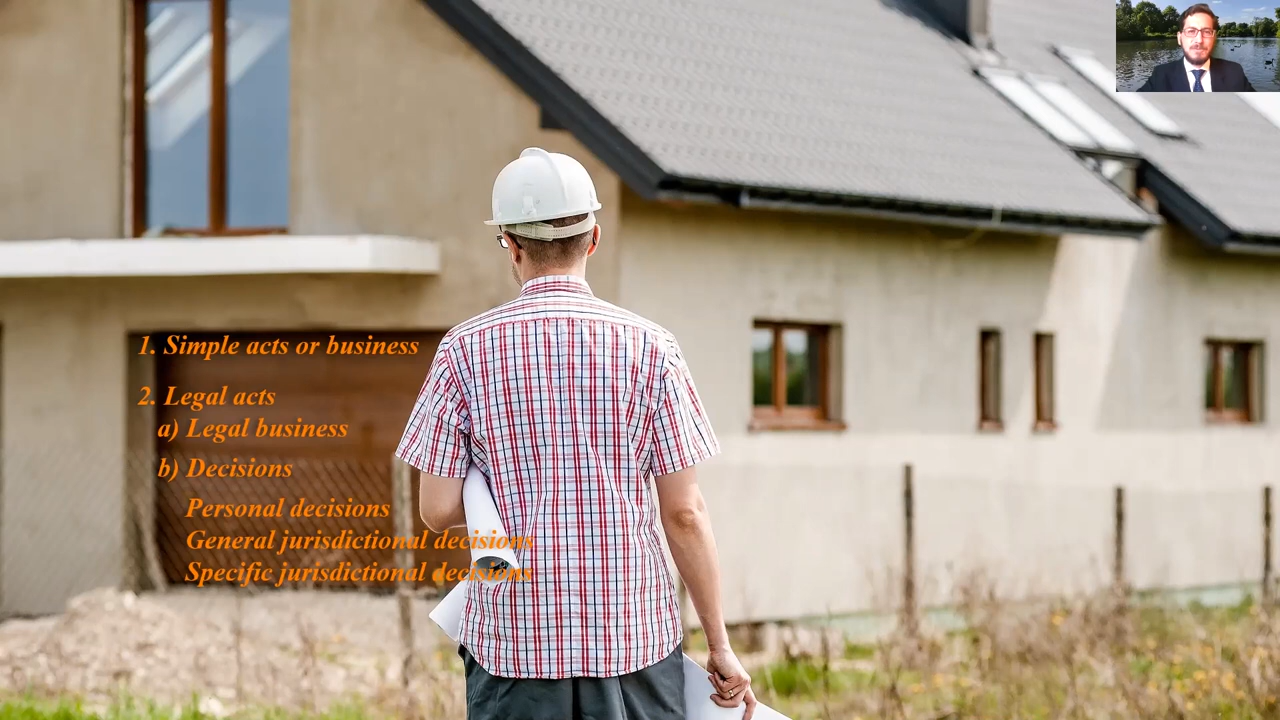 1. Simple acts or business
2. Legal acts
a) Legal business
b) Decisions
Personal decisions
General jurisdictional decisions
Specific jurisdictional decisions